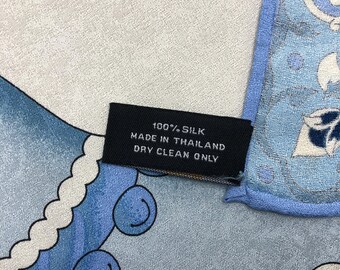 100% SILK
MADE IN THAILAND
DRY CLEAN ONLY